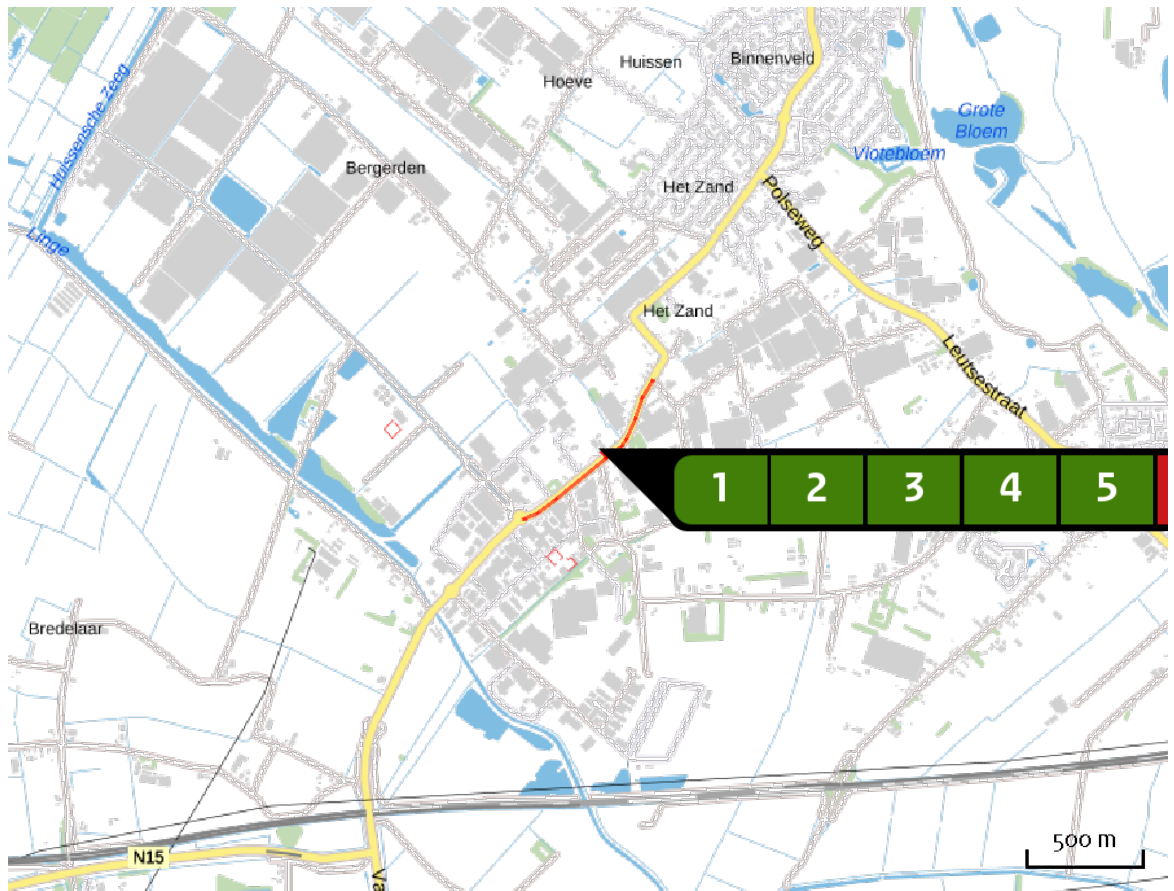 Huissen
Binnenveld
Hoeve
Huissensche Zeeg
Grote
Bloem
Vlotebloem
Bergerden
Het Zand
Polseweg
Linge
Het Zand
Leutsestraat
1 2 3 4 5
Bredelaar
500 m
N15